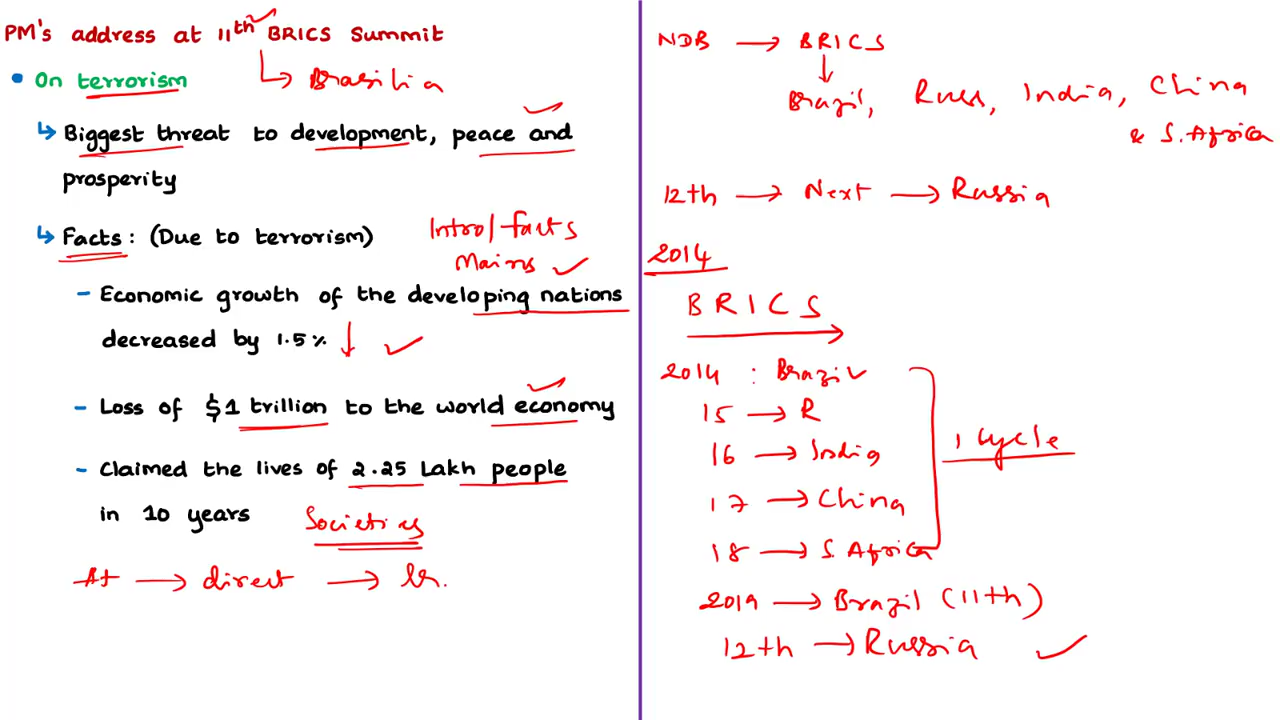 PM's address at 11th BRICS Summit
→ Brasilia
• On terrorism
↳ Biggest threat to development, peace and
prosperity
↳ Facts: (Due to terrorism)
Intro/facts
Mains ✓
- Economic growth of the developing nations
decreased by 1.5% ↓ ✓
- Loss of $1 trillion to the world economy
- Claimed the lives of 2.25 Lakh people
in 10 years
Societies
At → direct →
NDB → BRICS
↓
Brazil, Russ, India, China
& S. Africa
12th → Next → Russia
2014
BRICS
2014 : Brazil
15 → R
16 → India
17 → China
18 → S. Africa
1 Cycle
2019 → Brazil (11th)
12th → Russia ✓